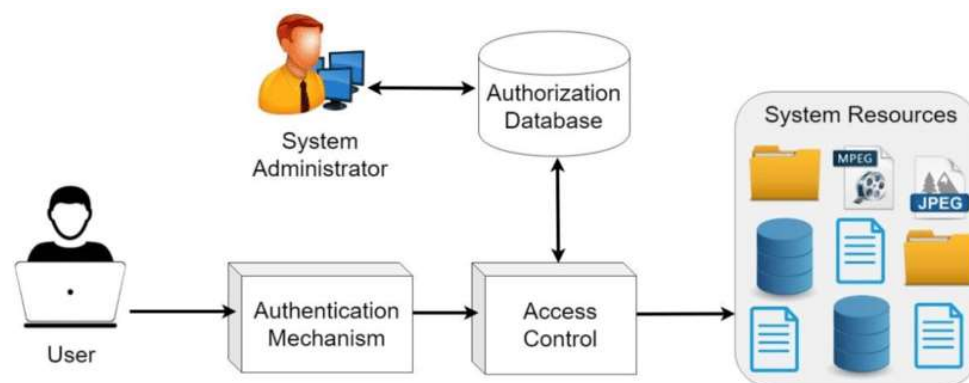 System
Administrator
Authorization
Database
System Resources
MPEG
JPEG
User
Authentication
Mechanism
Access
Control